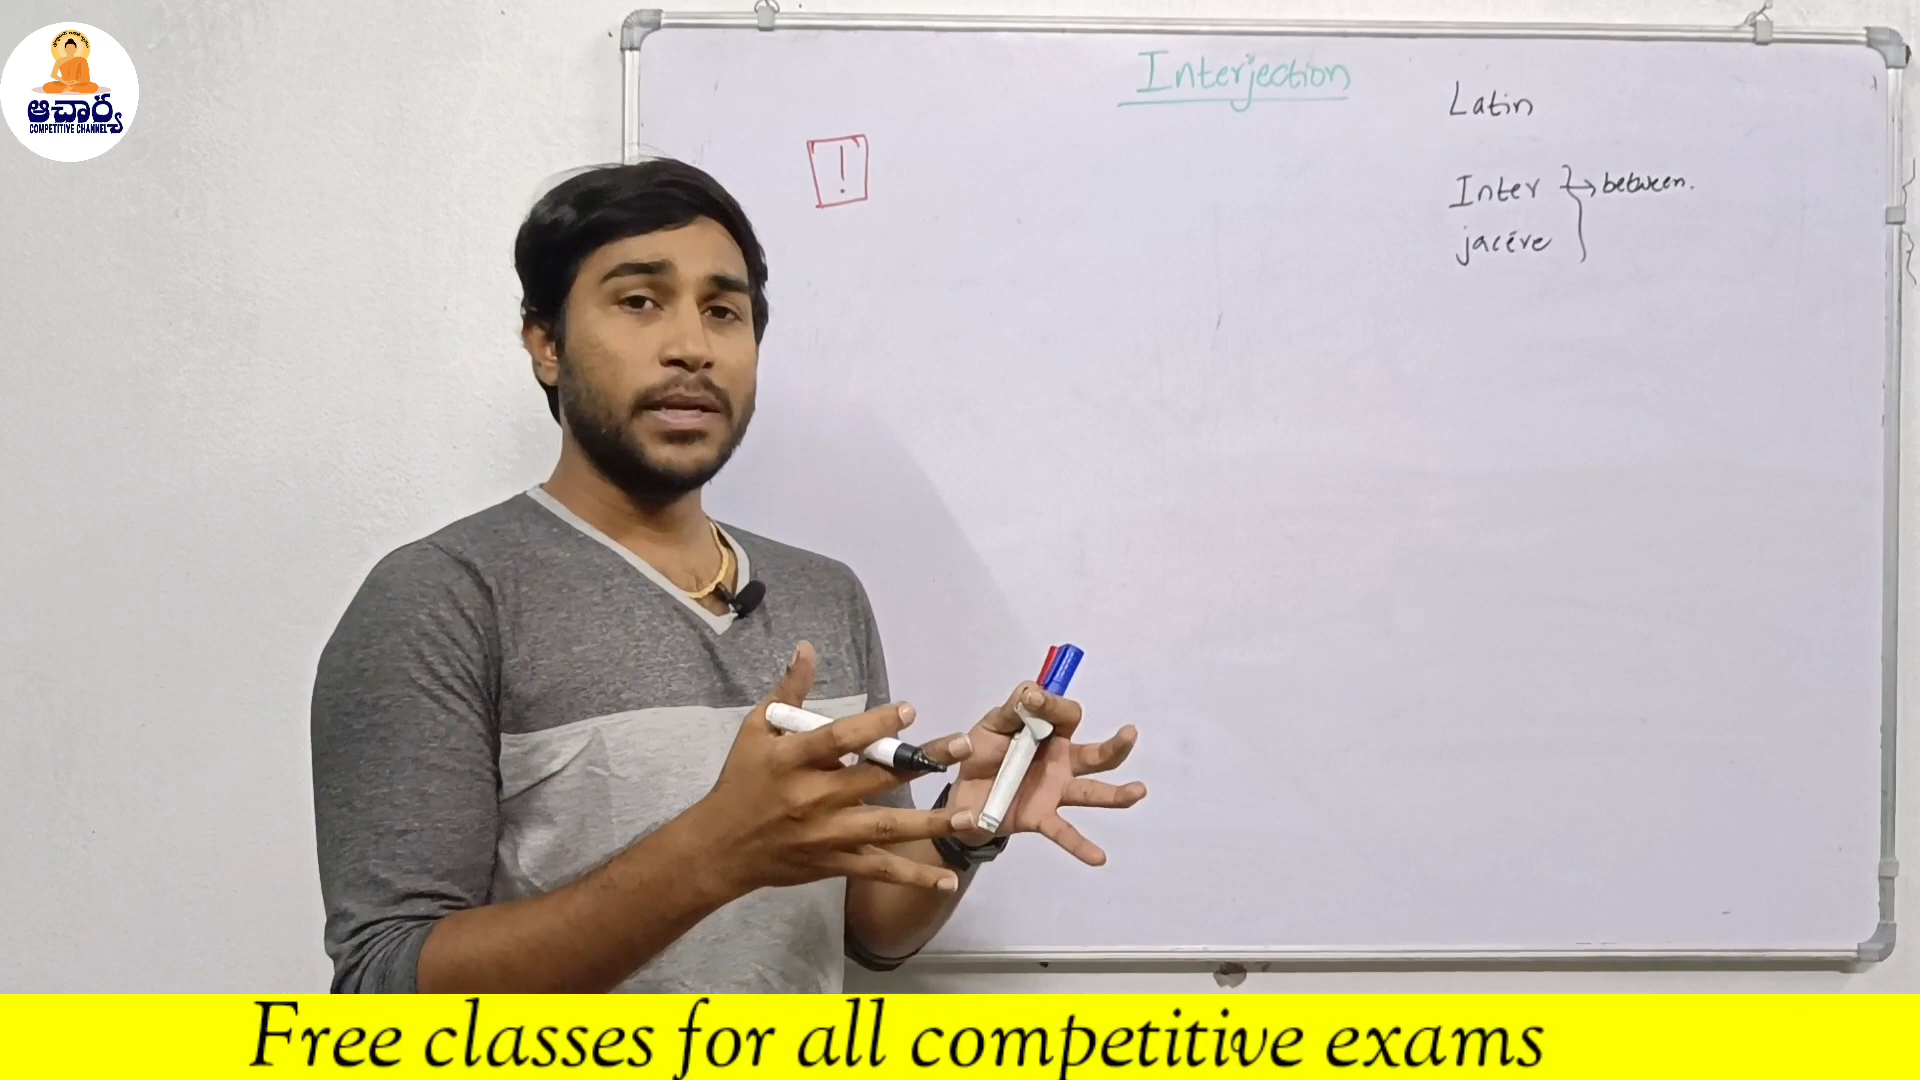 ఆచార్య
COMPETITIVE CHANNEL
Interjection
Latin
!
Inter → between.
jacére
Free classes for all competitive exams